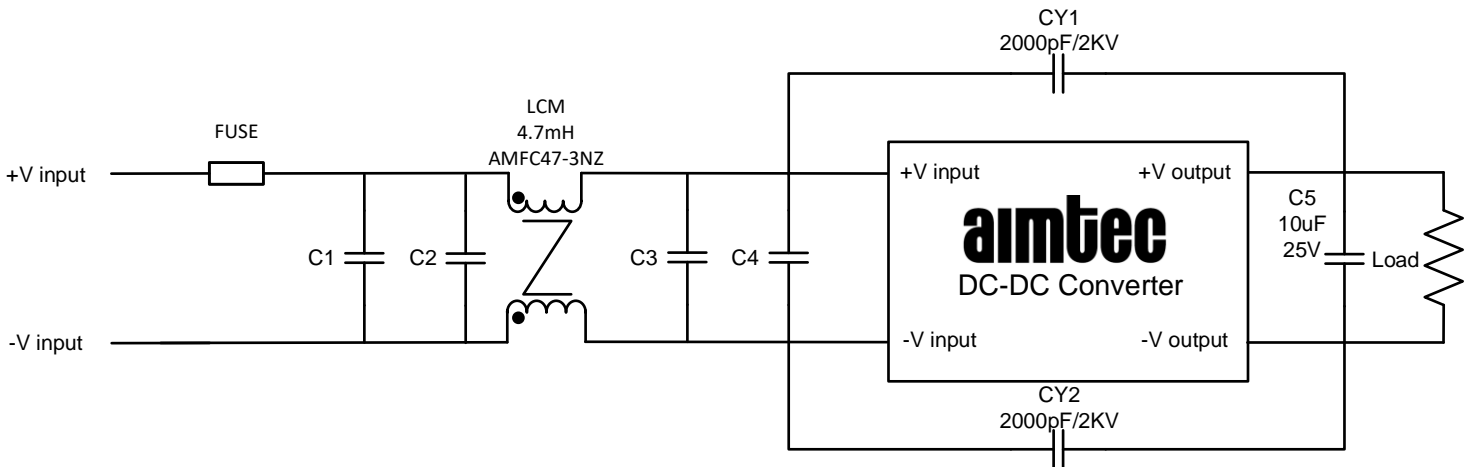 CY1
2000pF/2KV
LCM
4.7mH
AMFC47-3NZ
FUSE
+V input
+V input
+V output
C5
10uF
25V
aimtec
DC-DC Converter
C1
C2
C3
C4
Load
-V input
-V input
-V output
CY2
2000pF/2KV